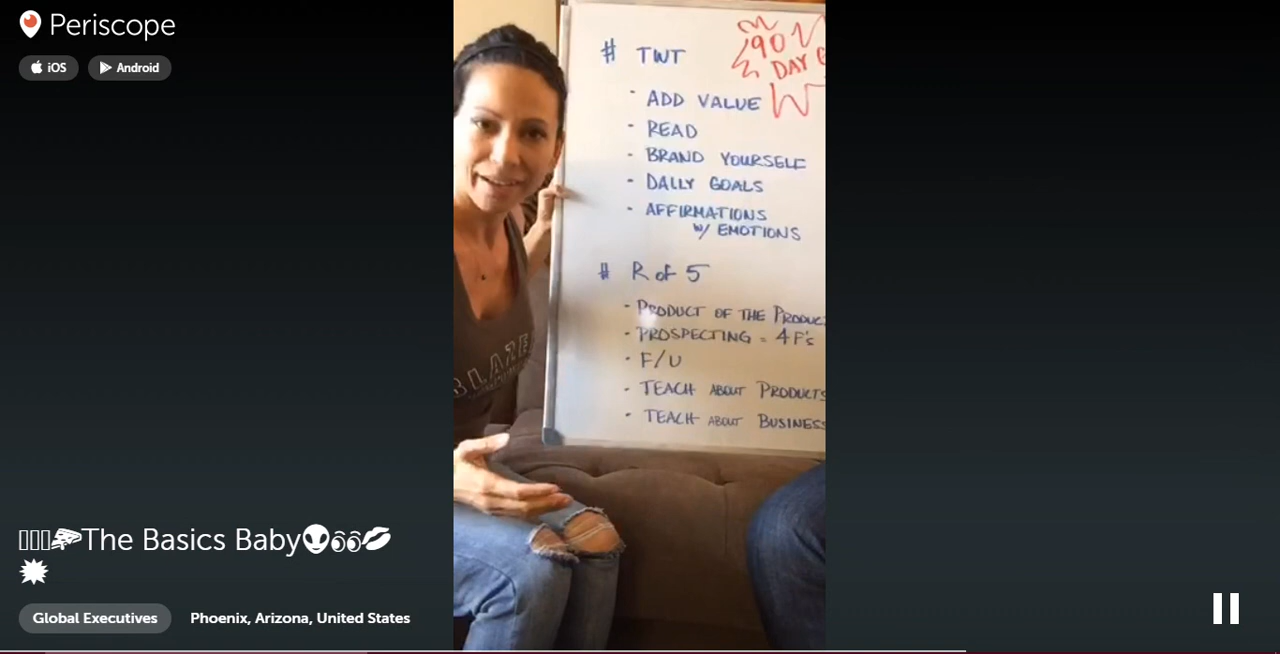 Periscope
iOS
Android
# TWT
90
DAY
- ADD VALUE
- READ
- BRAND YOURSELF
- DAILY GOALS
- AFFIRMATIONS
W/ EMOTIONS
# R of 5
- PRODUCT OF THE PRODUC
- PROSPECTING = 4 F's
- F/U
- TEACH ABOUT PRODUCTS
- TEACH ABOUT BUSINESS
BLAZE
The Basics Baby
Global Executives
Phoenix, Arizona, United States